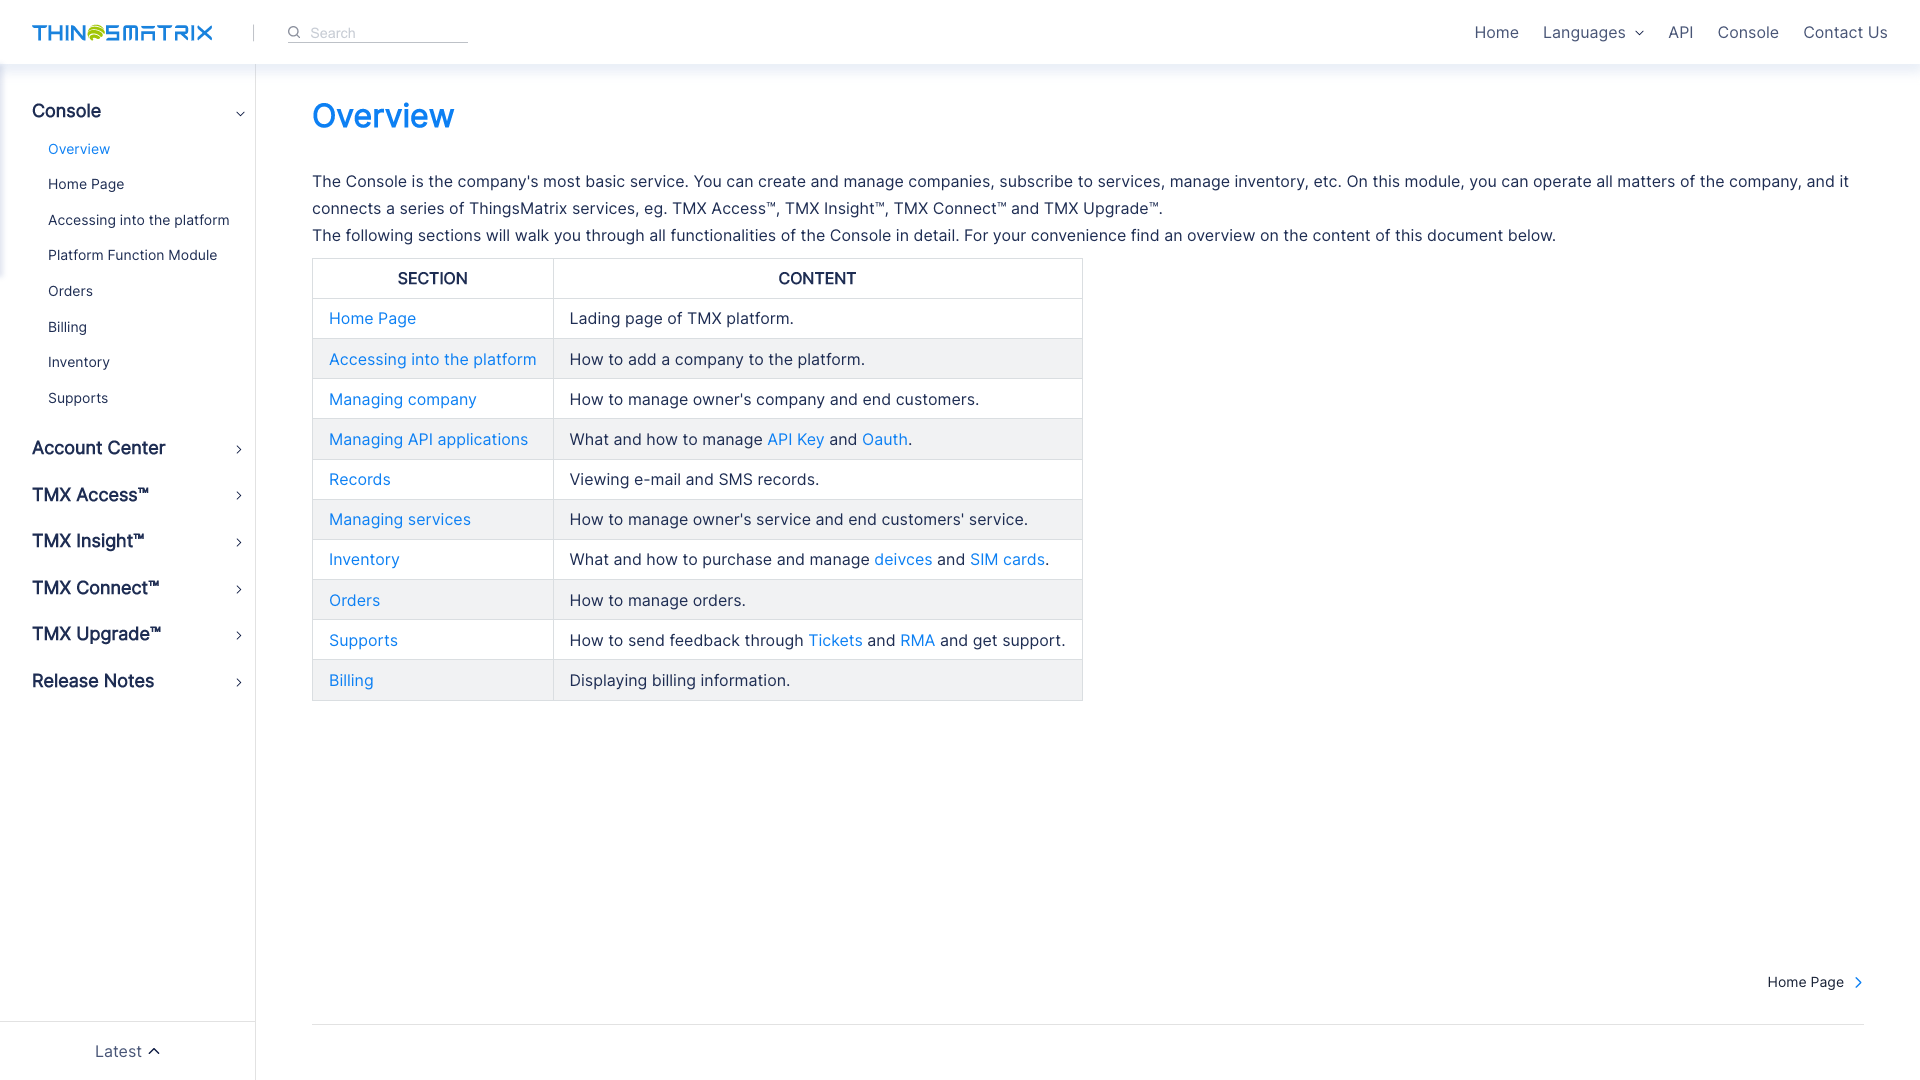 THINGSMATRIX
Search
Home
Languages
API
Console
Contact Us
Console
Overview
Home Page
Accessing into the platform
Platform Function Module
Orders
Billing
Inventory
Supports
Account Center
TMX Access™
TMX Insight™
TMX Connect™
TMX Upgrade™
Release Notes
Latest
Overview
The Console is the company's most basic service. You can create and manage companies, subscribe to services, manage inventory, etc. On this module, you can operate all matters of the company, and it
connects a series of ThingsMatrix services, eg. TMX Access™, TMX Insight™, TMX Connect™ and TMX Upgrade™.
The following sections will walk you through all functionalities of the Console in detail. For your convenience find an overview on the content of this document below.
SECTION CONTENT
Home Page Lading page of TMX platform.
Accessing into the platform How to add a company to the platform.
Managing company How to manage owner's company and end customers.
Managing API applications What and how to manage API Key and Oauth.
Records Viewing e-mail and SMS records.
Managing services How to manage owner's service and end customers' service.
Inventory What and how to purchase and manage deivces and SIM cards.
Orders How to manage orders.
Supports How to send feedback through Tickets and RMA and get support.
Billing Displaying billing information.
Home Page